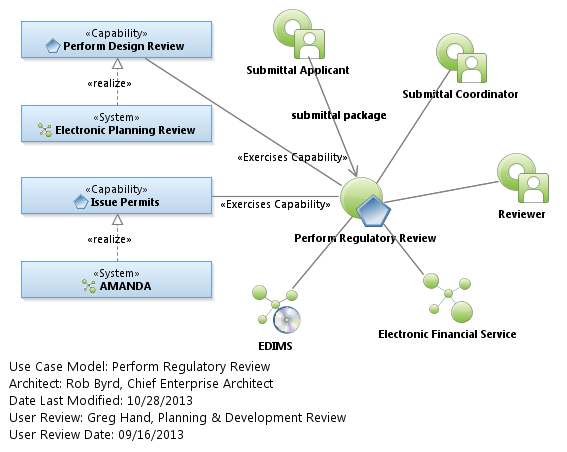 «Capability»
Perform Design Review
«realize»
«System»
Electronic Planning Review
«Capability»
Issue Permits
«realize»
«System»
AMANDA
Submittal Applicant
Submittal Coordinator
submittal package
«Exercises Capability»
«Exercises Capability»
Reviewer
Perform Regulatory Review
EDIMS
Electronic Financial Service
Use Case Model: Perform Regulatory Review
Architect: Rob Byrd, Chief Enterprise Architect
Date Last Modified: 10/28/2013
User Review: Greg Hand, Planning & Development Review
User Review Date: 09/16/2013